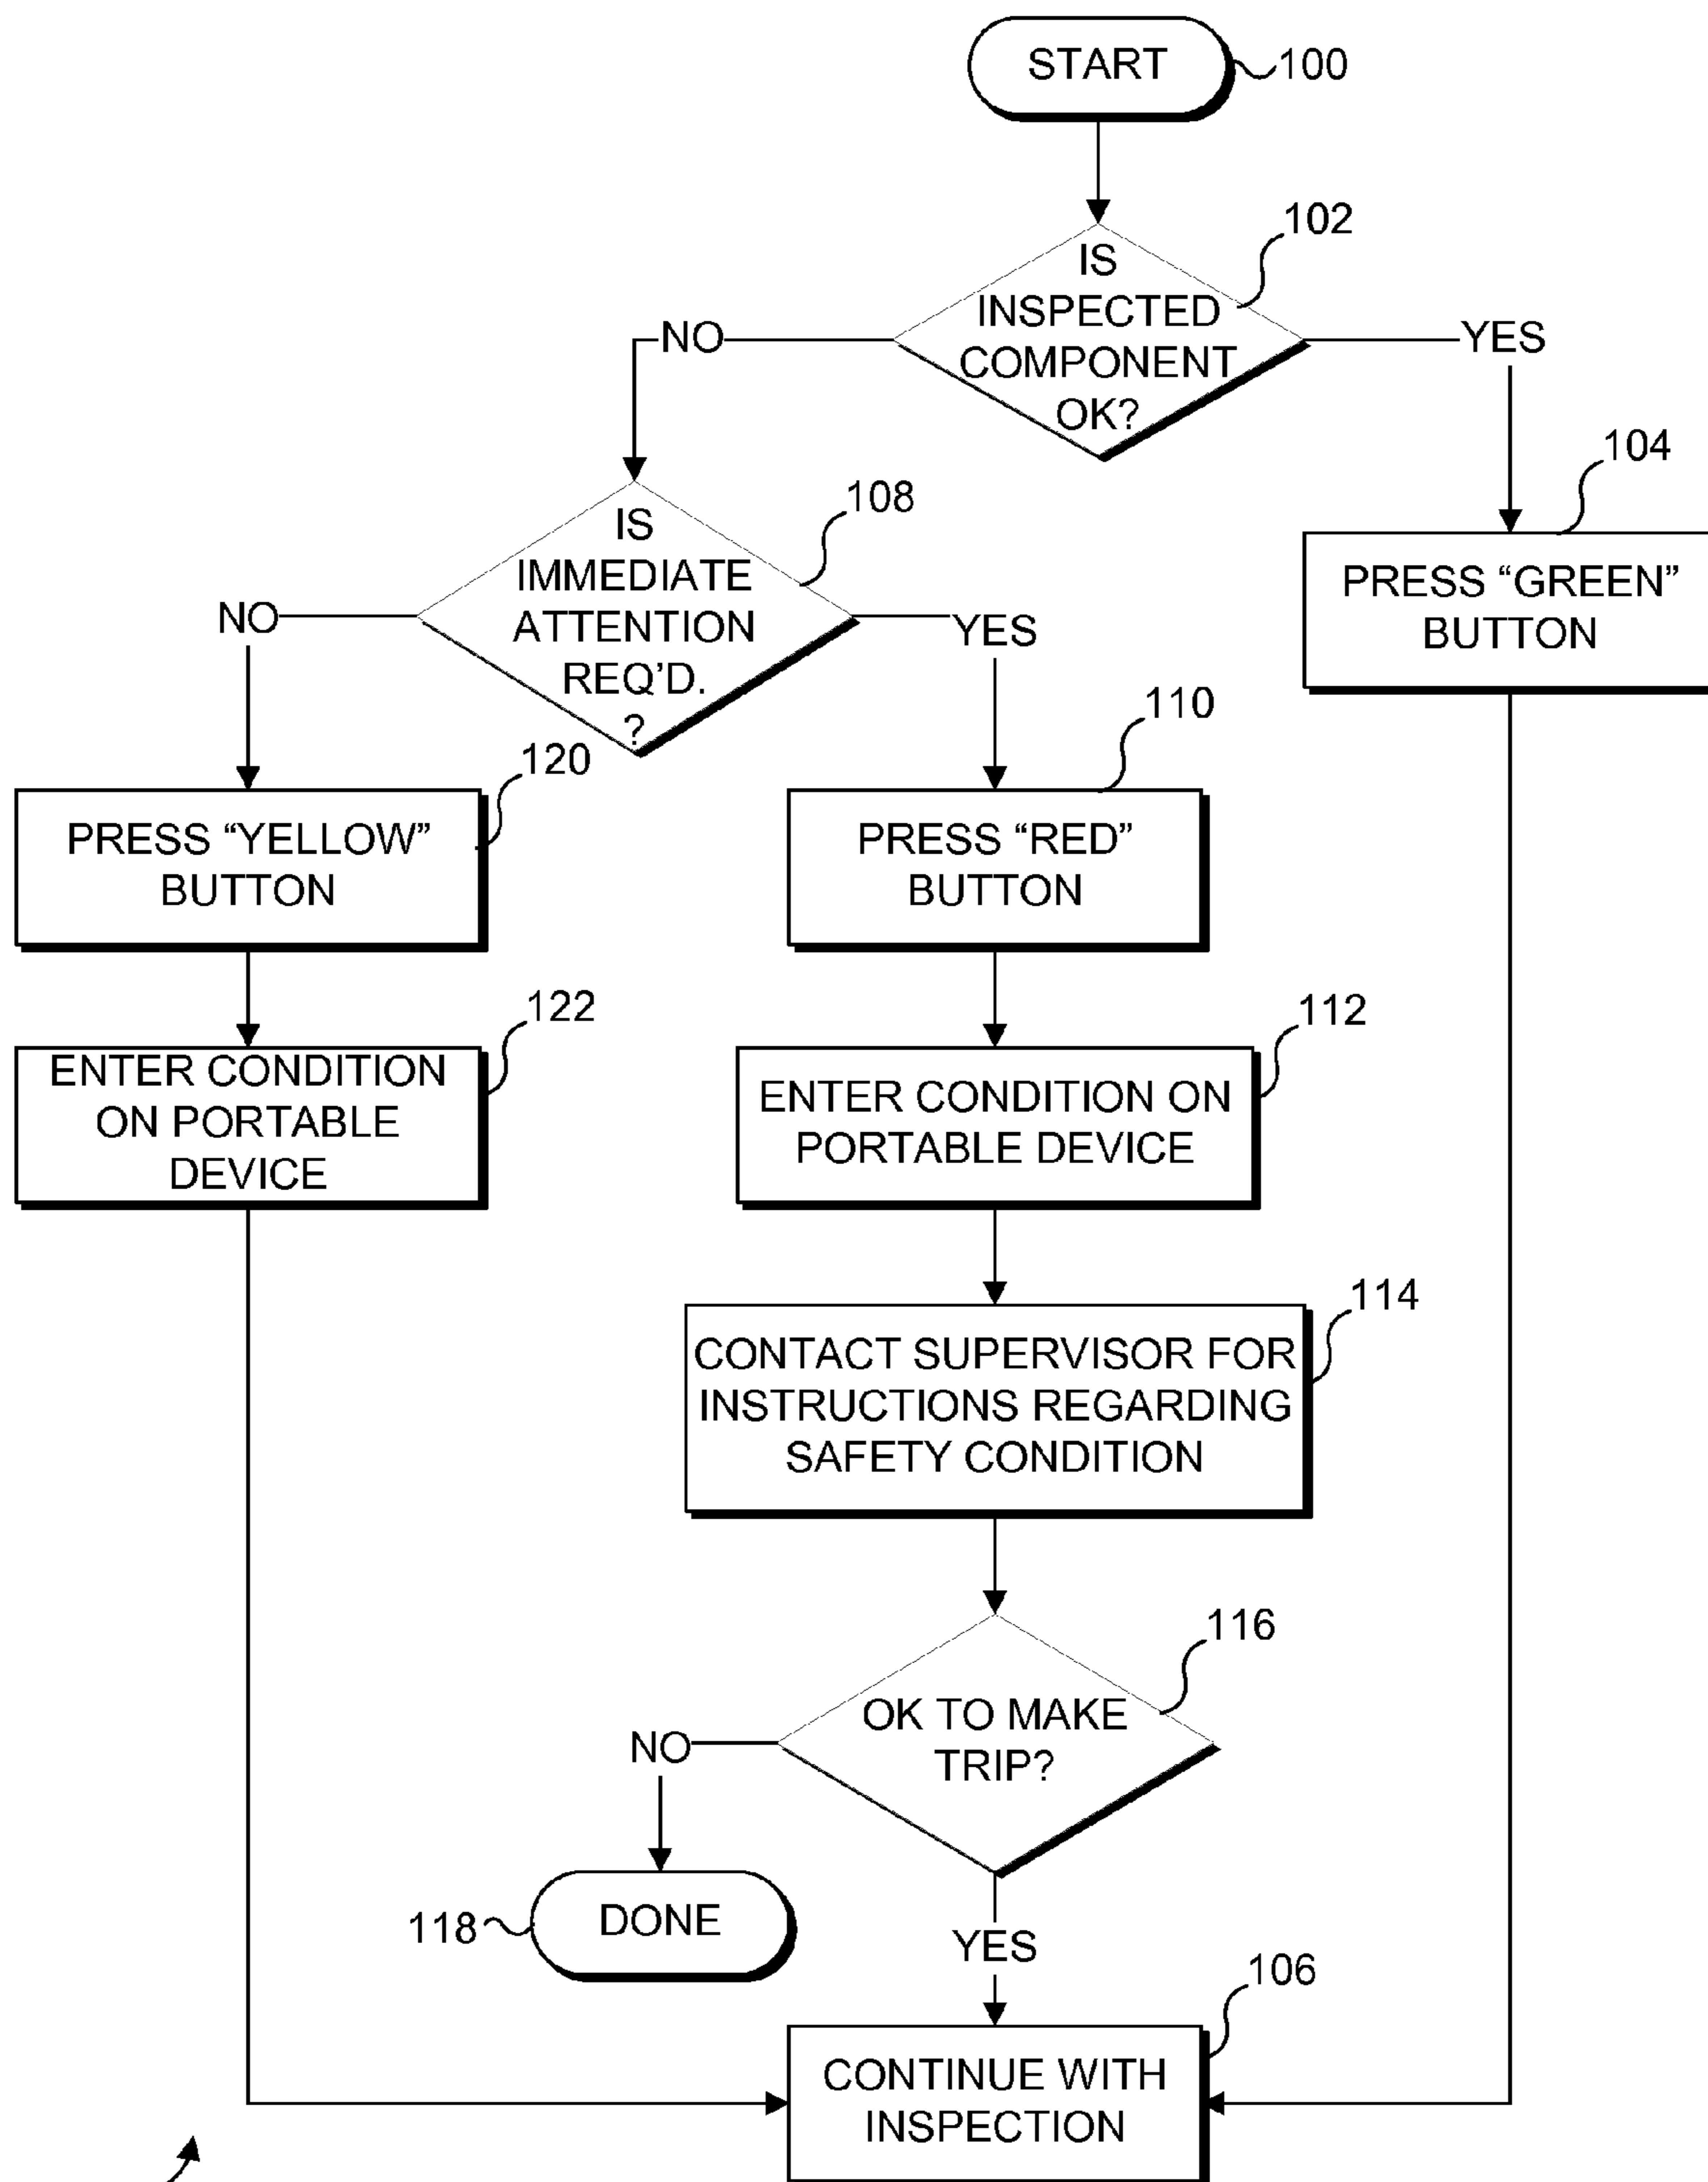 START
100
102
IS
INSPECTED
COMPONENT
OK?
NO
YES
104
PRESS “GREEN”
BUTTON
108
IS
IMMEDIATE
ATTENTION
REQ’D.
?
NO
YES
120
PRESS “YELLOW”
BUTTON
110
PRESS “RED”
BUTTON
122
ENTER CONDITION
ON PORTABLE
DEVICE
112
ENTER CONDITION ON
PORTABLE DEVICE
114
CONTACT SUPERVISOR FOR
INSTRUCTIONS REGARDING
SAFETY CONDITION
116
OK TO MAKE
TRIP?
NO
118
DONE
YES
106
CONTINUE WITH
INSPECTION